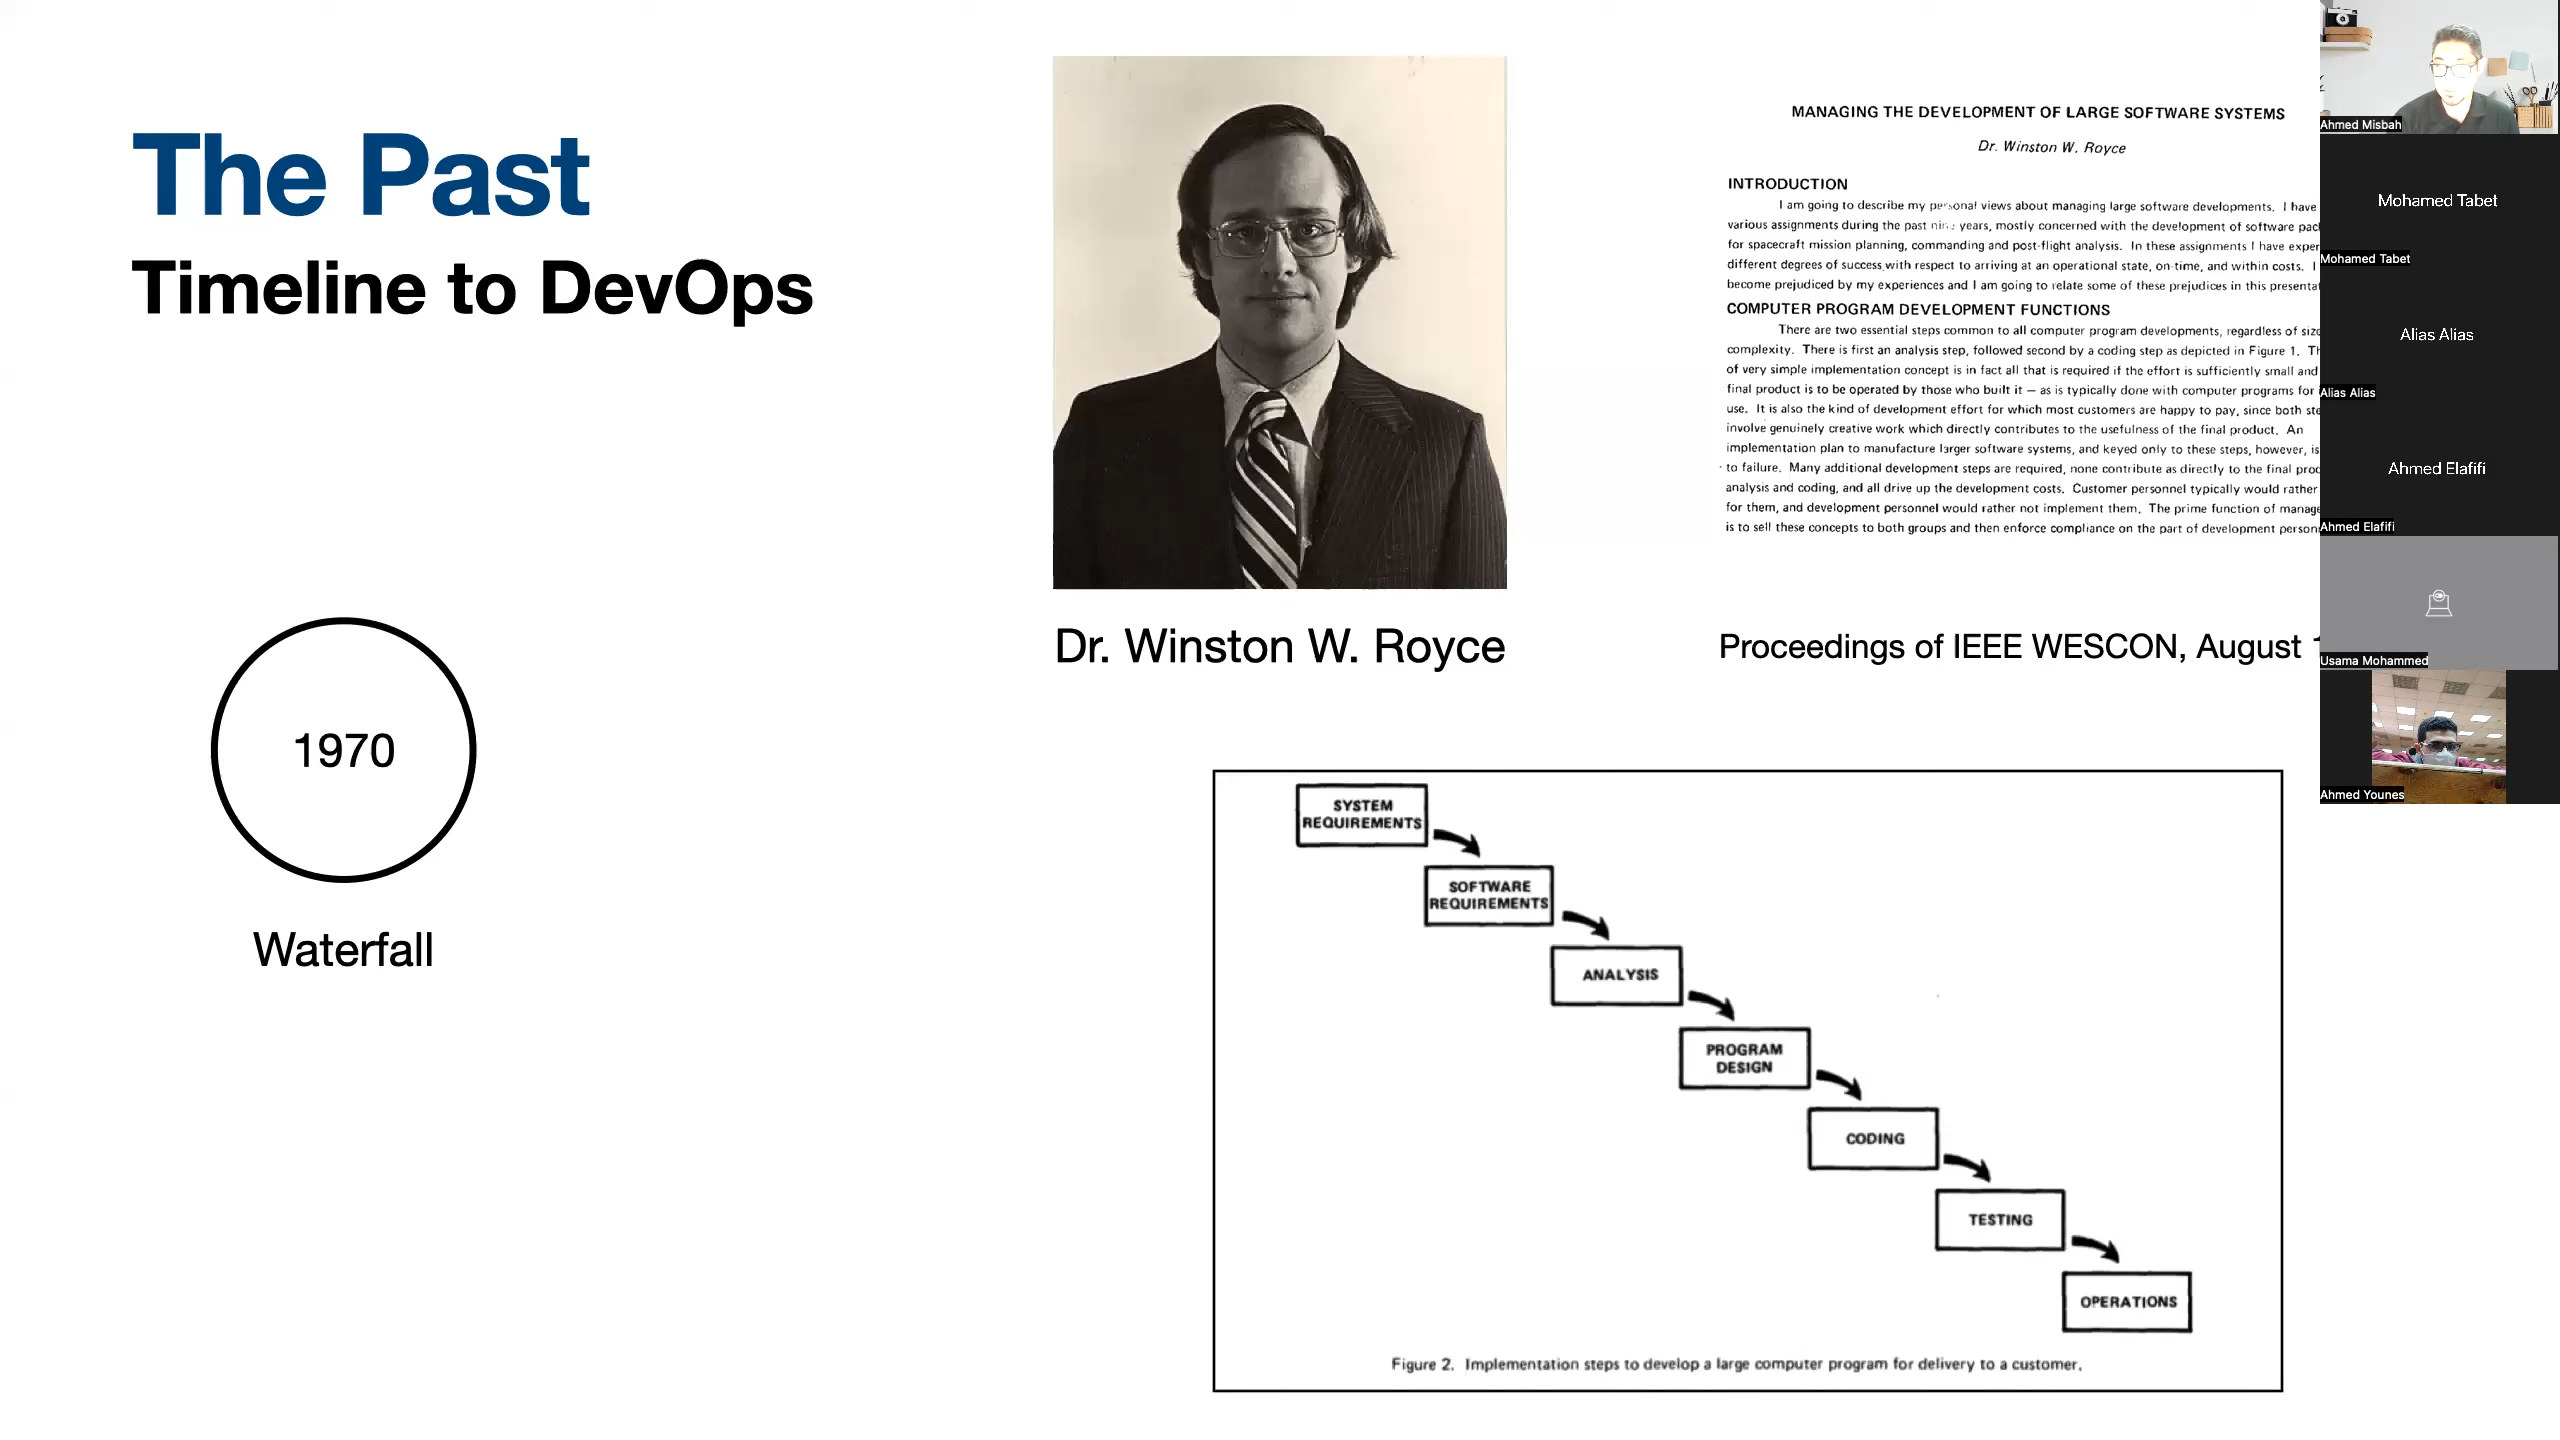 The Past
Timeline to DevOps
1970
Waterfall
Dr. Winston W. Royce
MANAGING THE DEVELOPMENT OF LARGE SOFTWARE SYSTEMS
Dr. Winston W. Royce
INTRODUCTION
I am going to describe my personal views about managing large software developments. I have
various assignments during the past nine years, mostly concerned with the development of software
for spacecraft mission planning, commanding and post-flight analysis. In these assignments I have
different degrees of success with respect to arriving at an operational state, on-time, and within costs. I
become prejudiced by my experiences and I am going to relate some of these prejudices in this
COMPUTER PROGRAM DEVELOPMENT FUNCTIONS
There are two essential steps common to all computer program developments, regardless of
complexity. There is first an analysis step, followed second by a coding step as depicted in Figure 1.
of very simple implementation concept is in fact all that is required if the effort is sufficiently small and
final product is to be operated by those who built it — as is typically done with computer programs for
use. It is also the kind of development effort for which most customers are happy to pay, since both
involve genuinely creative work which directly contributes to the usefulness of the final product. An
implementation plan to manufacture larger software systems, and keyed only to these steps, however, is
to failure. Many additional development steps are required, none contribute as directly to the final
analysis and coding, and all drive up the development costs. Customer personnel typically would rather
for them, and development personnel would rather not implement them. The prime function of
is to sell these concepts to both groups and then enforce compliance on the part of development
Proceedings of IEEE WESCON, August
SYSTEM
REQUIREMENTS
SOFTWARE
REQUIREMENTS
ANALYSIS
PROGRAM
DESIGN
CODING
TESTING
OPERATIONS
Figure 2. Implementation steps to develop a large computer program for delivery to a customer.
Ahmed Misbah
Mohamed Tabet
Mohamed Tabet
Alias Alias
Alias Alias
Ahmed Elafifi
Ahmed Elafifi
Usama Mohammed
Ahmed Younes